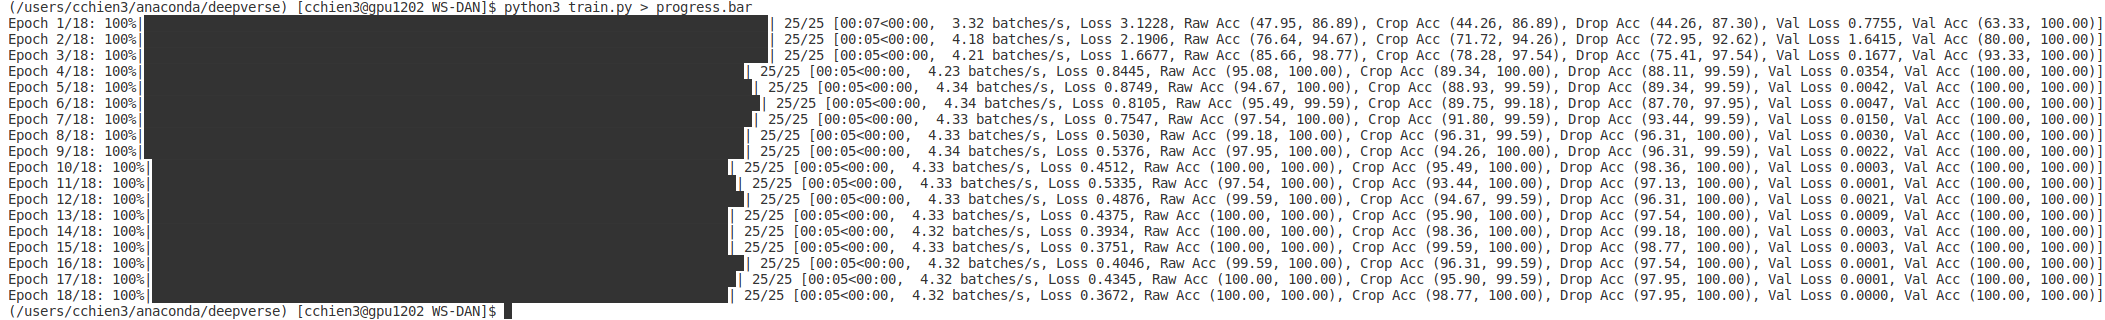 (/users/cchien3/anaconda/deepverse) [cchien3@gpu1202 WS-DAN]$ python3 train.py > progress.bar
Epoch 1/18: 100%| | 25/25 [00:07<00:00,  3.32 batches/s, Loss 3.1228, Raw Acc (47.95, 86.89), Crop Acc (44.26, 86.89), Drop Acc (44.26, 87.30), Val Loss 0.7755, Val Acc (63.33, 100.00)]
Epoch 2/18: 100%| | 25/25 [00:05<00:00,  4.18 batches/s, Loss 2.1906, Raw Acc (76.64, 94.67), Crop Acc (71.72, 94.26), Drop Acc (72.95, 92.62), Val Loss 1.6415, Val Acc (80.00, 100.00)]
Epoch 3/18: 100%| | 25/25 [00:05<00:00,  4.21 batches/s, Loss 1.6677, Raw Acc (85.66, 98.77), Crop Acc (78.28, 97.54), Drop Acc (75.41, 97.54), Val Loss 0.1677, Val Acc (93.33, 100.00)]
Epoch 4/18: 100%| | 25/25 [00:05<00:00,  4.23 batches/s, Loss 0.8445, Raw Acc (95.08, 100.00), Crop Acc (89.34, 100.00), Drop Acc (88.11, 99.59), Val Loss 0.0354, Val Acc (100.00, 100.00)]
Epoch 5/18: 100%| | 25/25 [00:05<00:00,  4.34 batches/s, Loss 0.8749, Raw Acc (94.67, 100.00), Crop Acc (88.93, 99.59), Drop Acc (89.34, 99.59), Val Loss 0.0042, Val Acc (100.00, 100.00)]
Epoch 6/18: 100%| | 25/25 [00:05<00:00,  4.34 batches/s, Loss 0.8105, Raw Acc (95.49, 99.59), Crop Acc (89.75, 99.18), Drop Acc (87.70, 97.95), Val Loss 0.0047, Val Acc (100.00, 100.00)]
Epoch 7/18: 100%| | 25/25 [00:05<00:00,  4.33 batches/s, Loss 0.7547, Raw Acc (97.54, 100.00), Crop Acc (91.80, 99.59), Drop Acc (93.44, 99.59), Val Loss 0.0150, Val Acc (100.00, 100.00)]
Epoch 8/18: 100%| | 25/25 [00:05<00:00,  4.33 batches/s, Loss 0.5030, Raw Acc (99.18, 100.00), Crop Acc (96.31, 99.59), Drop Acc (96.31, 100.00), Val Loss 0.0030, Val Acc (100.00, 100.00)]
Epoch 9/18: 100%| | 25/25 [00:05<00:00,  4.34 batches/s, Loss 0.5376, Raw Acc (97.95, 100.00), Crop Acc (94.26, 100.00), Drop Acc (96.31, 99.59), Val Loss 0.0022, Val Acc (100.00, 100.00)]
Epoch 10/18: 100%| | 25/25 [00:05<00:00,  4.33 batches/s, Loss 0.4512, Raw Acc (100.00, 100.00), Crop Acc (95.49, 100.00), Drop Acc (98.36, 100.00), Val Loss 0.0003, Val Acc (100.00, 100.00)]
Epoch 11/18: 100%| | 25/25 [00:05<00:00,  4.33 batches/s, Loss 0.5335, Raw Acc (97.54, 100.00), Crop Acc (93.44, 100.00), Drop Acc (97.13, 100.00), Val Loss 0.0001, Val Acc (100.00, 100.00)]
Epoch 12/18: 100%| | 25/25 [00:05<00:00,  4.33 batches/s, Loss 0.4876, Raw Acc (99.59, 100.00), Crop Acc (94.67, 99.59), Drop Acc (96.31, 100.00), Val Loss 0.0021, Val Acc (100.00, 100.00)]
Epoch 13/18: 100%| | 25/25 [00:05<00:00,  4.33 batches/s, Loss 0.4375, Raw Acc (100.00, 100.00), Crop Acc (95.90, 100.00), Drop Acc (97.54, 100.00), Val Loss 0.0009, Val Acc (100.00, 100.00)]
Epoch 14/18: 100%| | 25/25 [00:05<00:00,  4.32 batches/s, Loss 0.3934, Raw Acc (100.00, 100.00), Crop Acc (98.36, 100.00), Drop Acc (99.18, 100.00), Val Loss 0.0003, Val Acc (100.00, 100.00)]
Epoch 15/18: 100%| | 25/25 [00:05<00:00,  4.33 batches/s, Loss 0.3751, Raw Acc (100.00, 100.00), Crop Acc (99.59, 100.00), Drop Acc (98.77, 100.00), Val Loss 0.0003, Val Acc (100.00, 100.00)]
Epoch 16/18: 100%| | 25/25 [00:05<00:00,  4.32 batches/s, Loss 0.4046, Raw Acc (99.59, 100.00), Crop Acc (96.31, 99.59), Drop Acc (97.54, 100.00), Val Loss 0.0001, Val Acc (100.00, 100.00)]
Epoch 17/18: 100%| | 25/25 [00:05<00:00,  4.32 batches/s, Loss 0.4345, Raw Acc (100.00, 100.00), Crop Acc (95.90, 99.59), Drop Acc (97.95, 100.00), Val Loss 0.0001, Val Acc (100.00, 100.00)]
Epoch 18/18: 100%| | 25/25 [00:05<00:00,  4.32 batches/s, Loss 0.3672, Raw Acc (100.00, 100.00), Crop Acc (98.77, 100.00), Drop Acc (97.95, 100.00), Val Loss 0.0000, Val Acc (100.00, 100.00)]
(/users/cchien3/anaconda/deepverse) [cchien3@gpu1202 WS-DAN]$